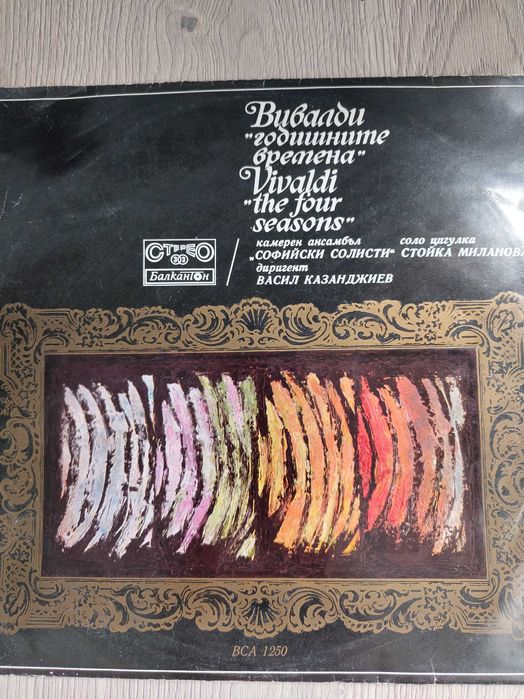 Вивалди
"годишните
времена"
Vivaldi
"the four
seasons"
СТЕРЕО
303
Балкантон
камерен ансамбъл соло цигулка
„СОФИЙСКИ СОЛИСТИ" СТОЙКА МИЛАНОВА
диригент
ВАСИЛ КАЗАНДЖИЕВ
ВСА 1250